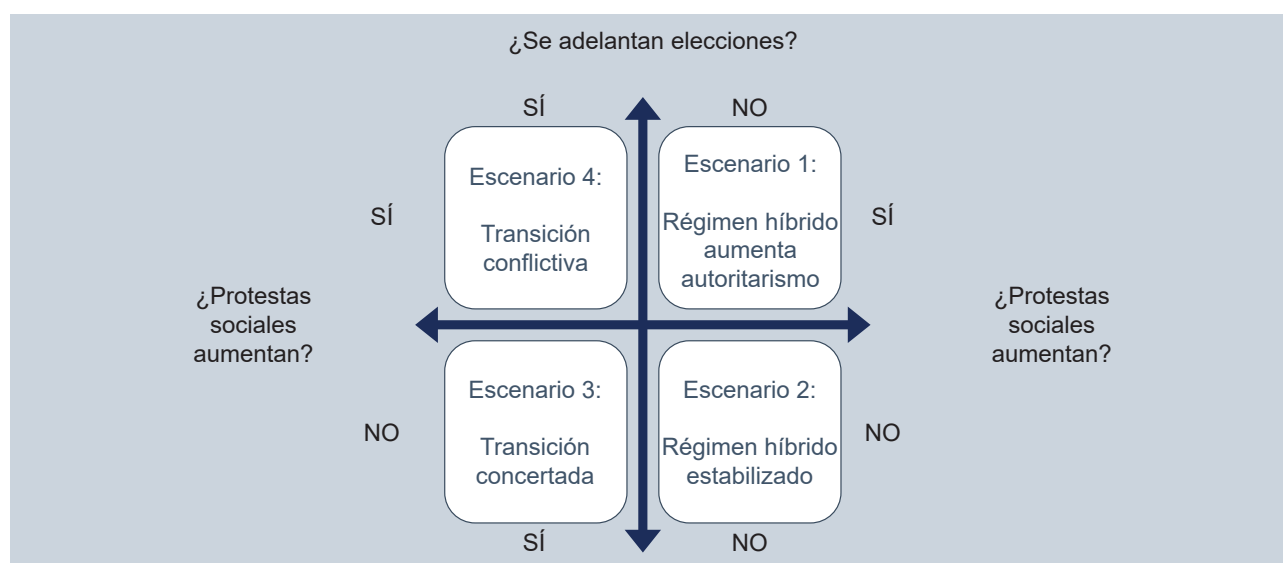 ¿Se adelantan elecciones?
SÍ
NO
Escenario 4:
Transición
conflictiva
Escenario 1:
Régimen híbrido
aumenta
autoritarismo
SÍ
SÍ
¿Protestas
sociales
aumentan?
¿Protestas
sociales
aumentan?
Escenario 3:
Transición
concertada
Escenario 2:
Régimen híbrido
estabilizado
NO
NO
SÍ
NO